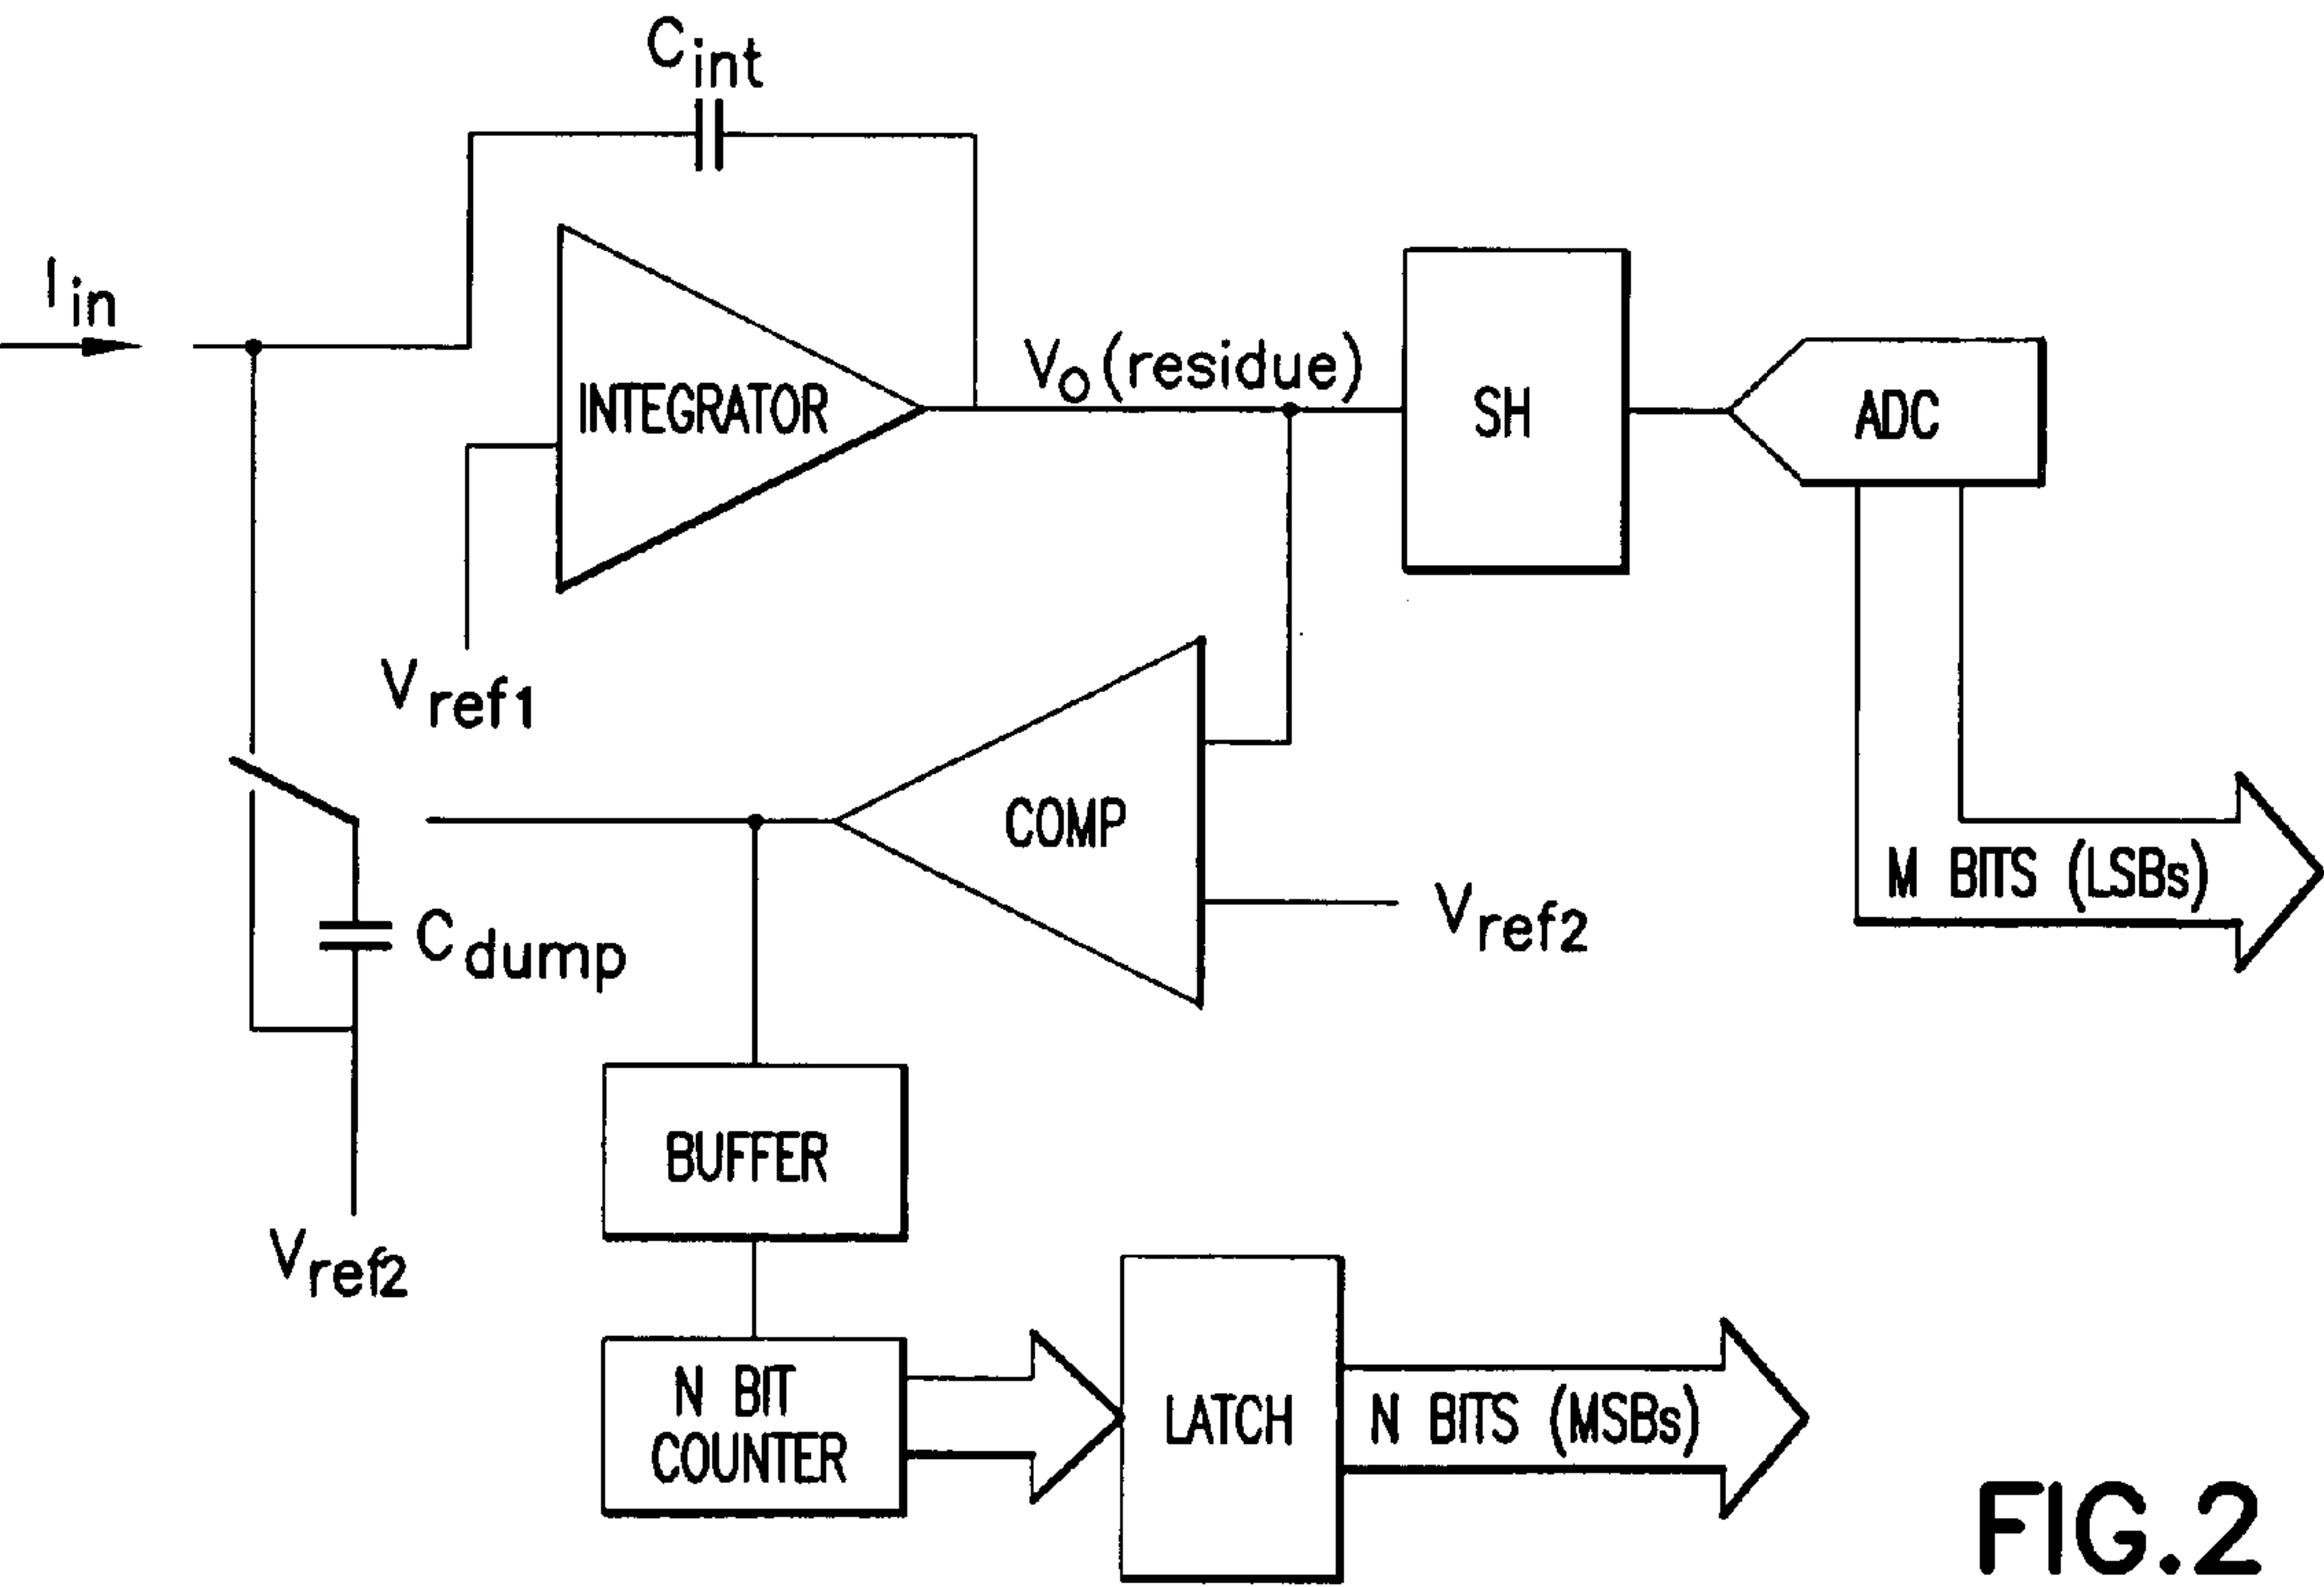 Cint
Iin
INTEGRATOR
Vo (residue)
SH
ADC
Vref1
COMP
M BITS (LSBs)
Cdump
Vref2
BUFFER
Vref2
N BIT
COUNTER
LATCH
N BITS (MSBs)
FIG.2